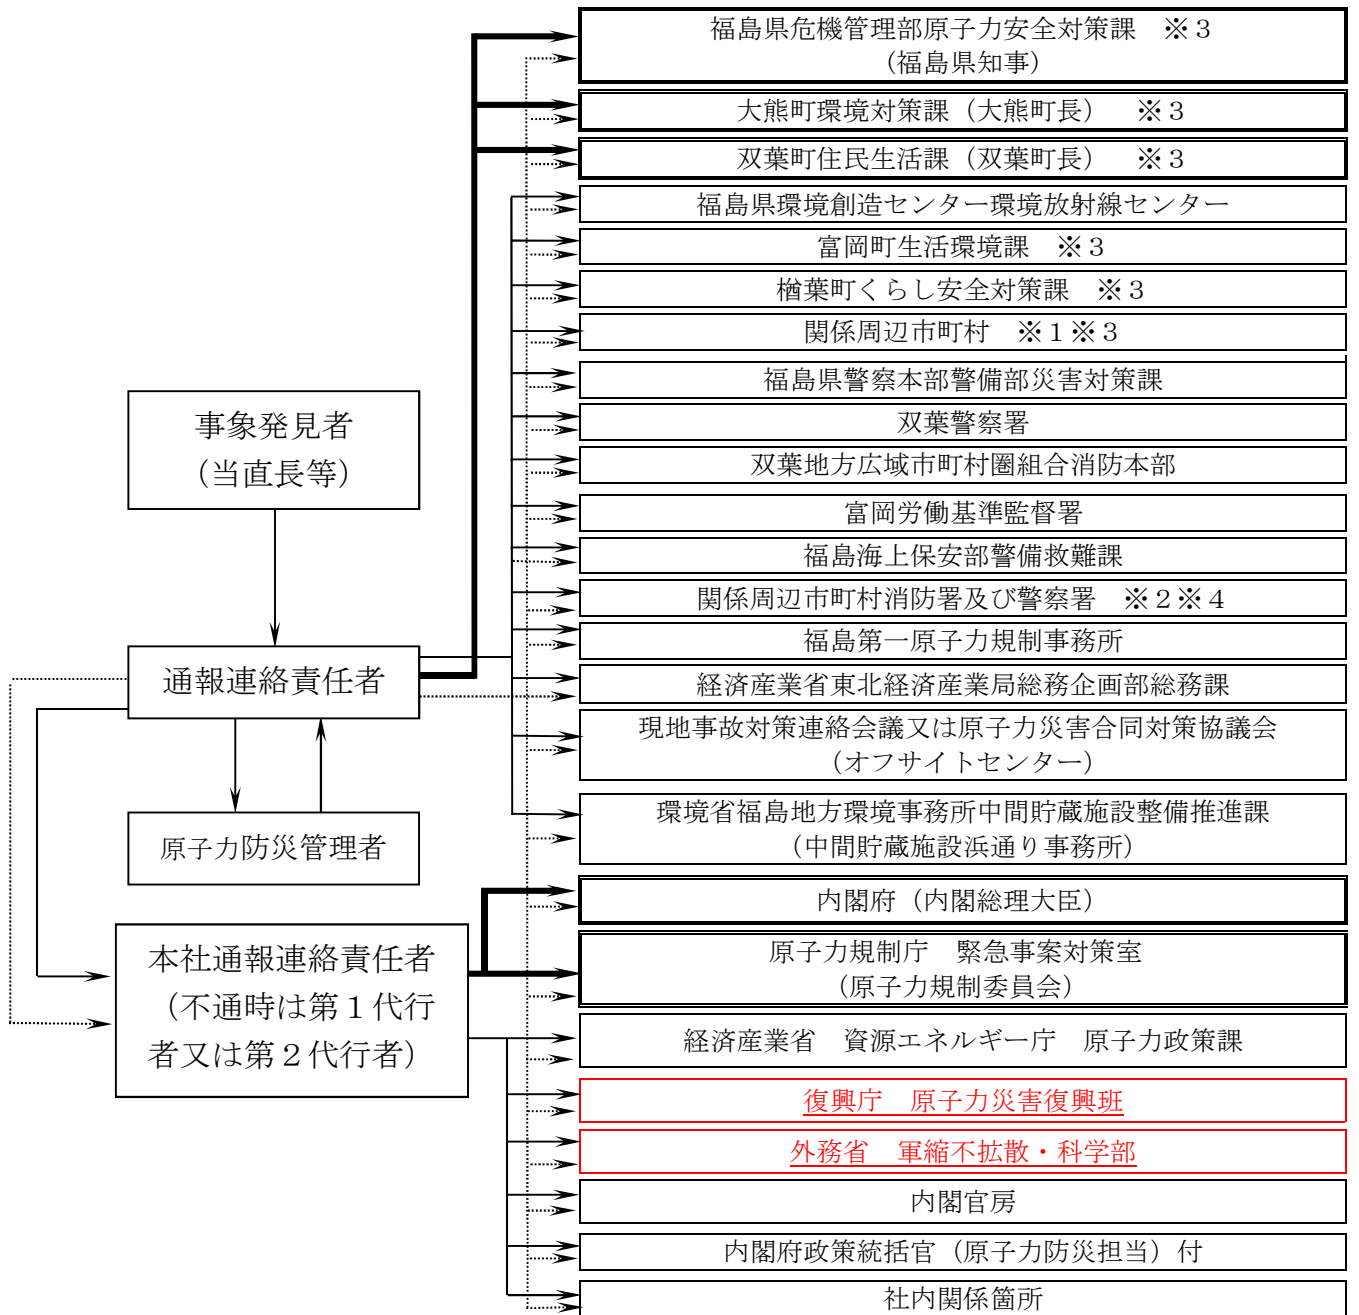 福島県危機管理部原子力安全対策課　※３
（福島県知事）
大熊町環境対策課（大熊町長）　※３
双葉町住民生活課（双葉町長）　※３
福島県環境創造センター環境放射線センター
富岡町生活環境課　※３
楢葉町くらし安全対策課　※３
関係周辺市町村　※１※３
福島県警察本部警備部災害対策課
双葉警察署
双葉地方広域市町村圏組合消防本部
富岡労働基準監督署
福島海上保安部警備救難課
関係周辺市町村消防署及び警察署　※２※４
福島第一原子力規制事務所
経済産業省東北経済産業局総務企画部総務課
現地事故対策連絡会議又は原子力災害合同対策協議会
（オフサイトセンター）
環境省福島地方環境事務所中間貯蔵施設整備推進課
（中間貯蔵施設浜通り事務所）
事象発見者
（当直長等）
通報連絡責任者
原子力防災管理者
本社通報連絡責任者
（不通時は第１代行
者又は第２代行者）
内閣府（内閣総理大臣）
原子力規制庁　緊急事案対策室
（原子力規制委員会）
経済産業省　資源エネルギー庁　原子力政策課
復興庁　原子力災害復興班
外務省　軍縮不拡散・科学部
内閣官房
内閣府政策統括官（原子力防災担当）付
社内関係箇所